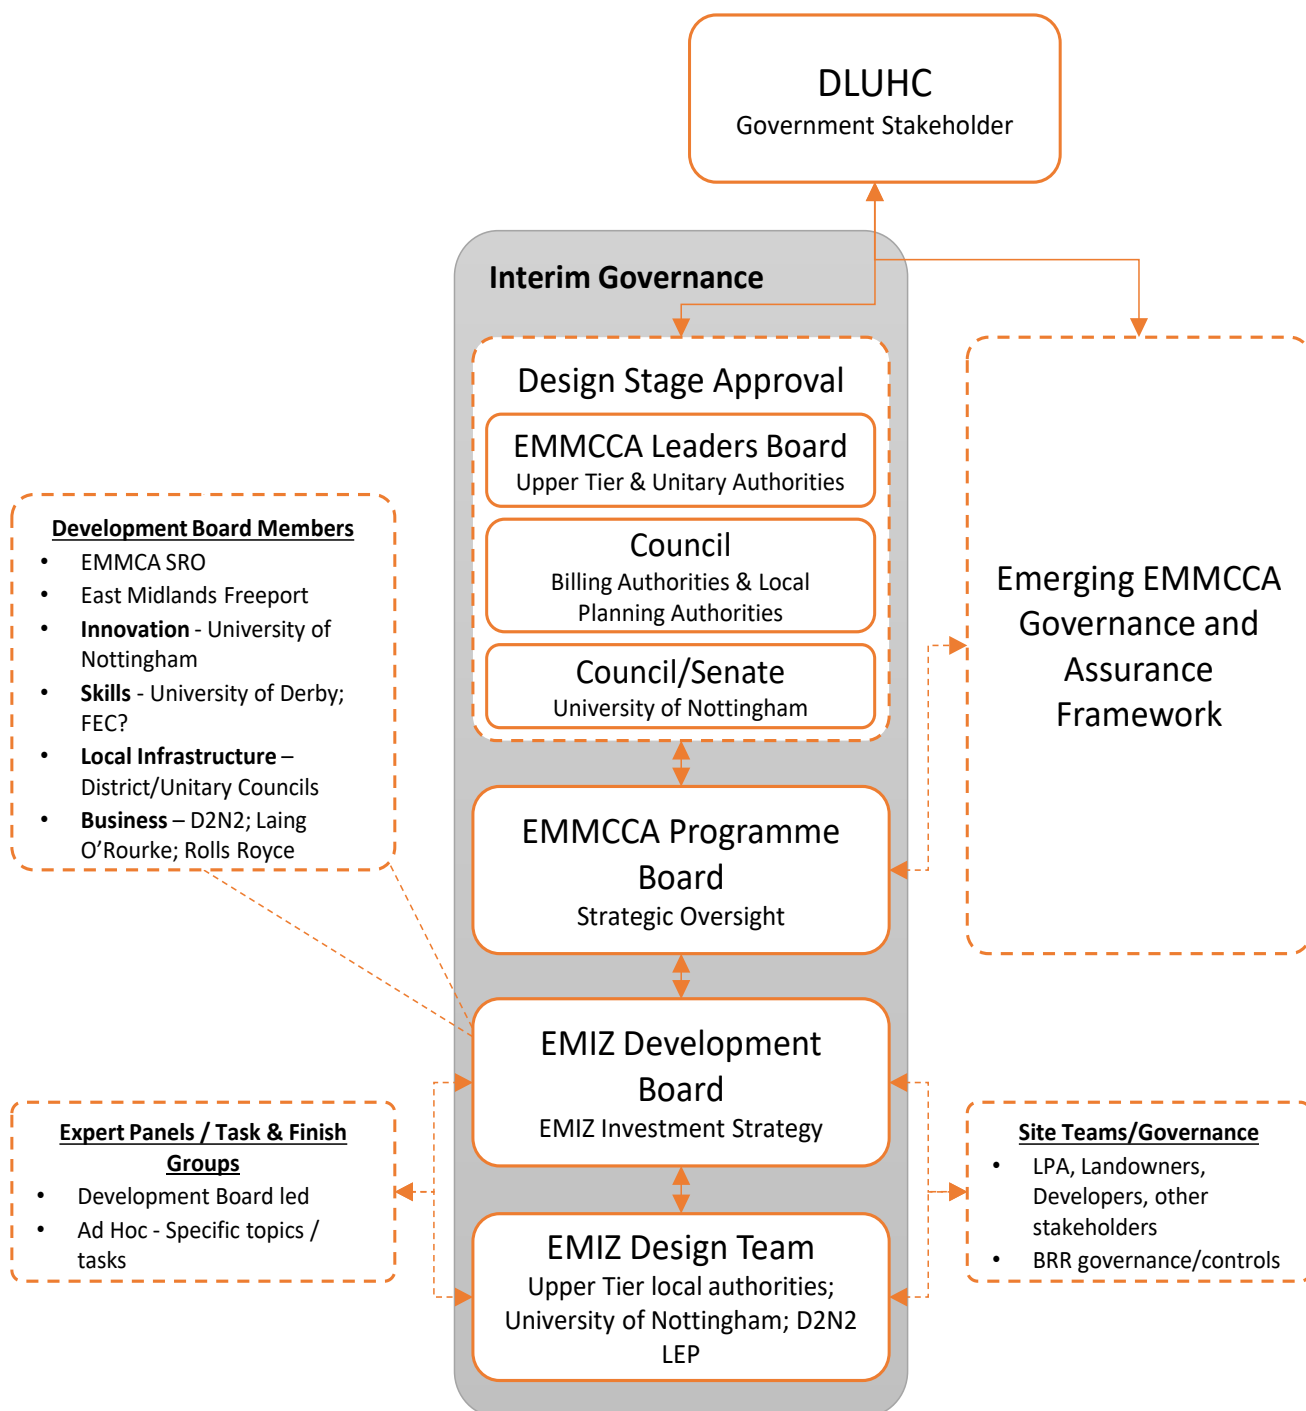 DLUHC
Government Stakeholder
Interim Governance
Design Stage Approval
EMMCCA Leaders Board
Upper Tier & Unitary Authorities
Council
Billing Authorities & Local
Planning Authorities
Council/Senate
University of Nottingham
Emerging EMMCCA
Governance and
Assurance
Framework
Development Board Members
• EMMCA SRO
• East Midlands Freeport
• Innovation - University of
Nottingham
• Skills - University of Derby;
FEC?
• Local Infrastructure –
District/Unitary Councils
• Business – D2N2; Laing
O’Rourke; Rolls Royce
EMMCCA Programme
Board
Strategic Oversight
EMIZ Development
Board
EMIZ Investment Strategy
Expert Panels / Task & Finish
Groups
• Development Board led
• Ad Hoc - Specific topics /
tasks
Site Teams/Governance
• LPA, Landowners,
Developers, other
stakeholders
• BRR governance/controls
EMIZ Design Team
Upper Tier local authorities;
University of Nottingham; D2N2
LEP